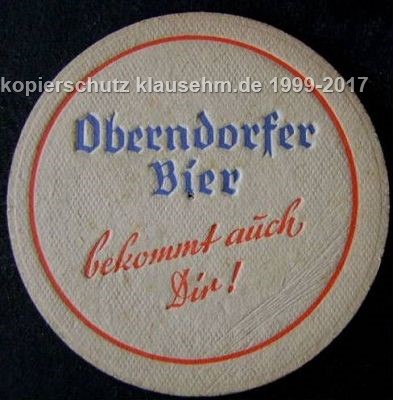 kopierschutz klausehm.de 1999-2017
Oberndorfer
Bier
bekommt auch
Dir!